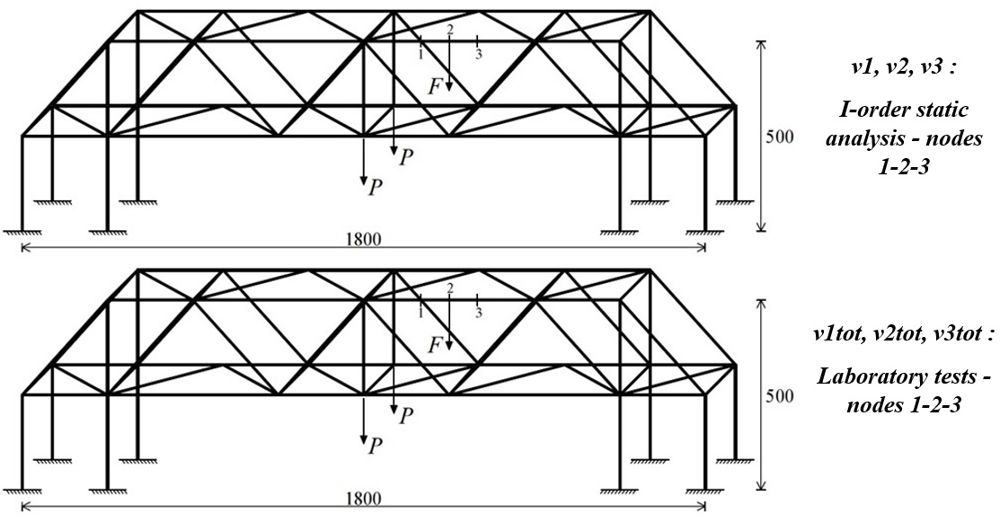 2
1
3
F
P
P
500
1800
v1, v2, v3 :
I-order static
analysis - nodes
1-2-3
2
1
3
F
P
P
500
1800
v1tot, v2tot, v3tot :
Laboratory tests -
nodes 1-2-3